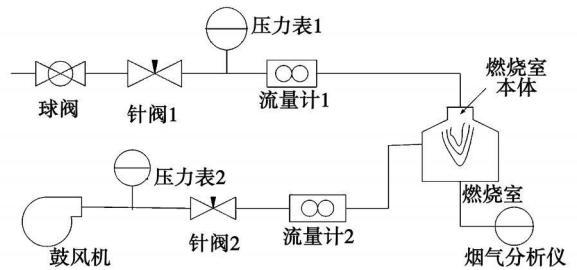 压力表1
燃烧室
本体
球阀
针阀1
流量计1
压力表2
燃烧室
鼓风机
针阀2
流量计2
烟气分析仪